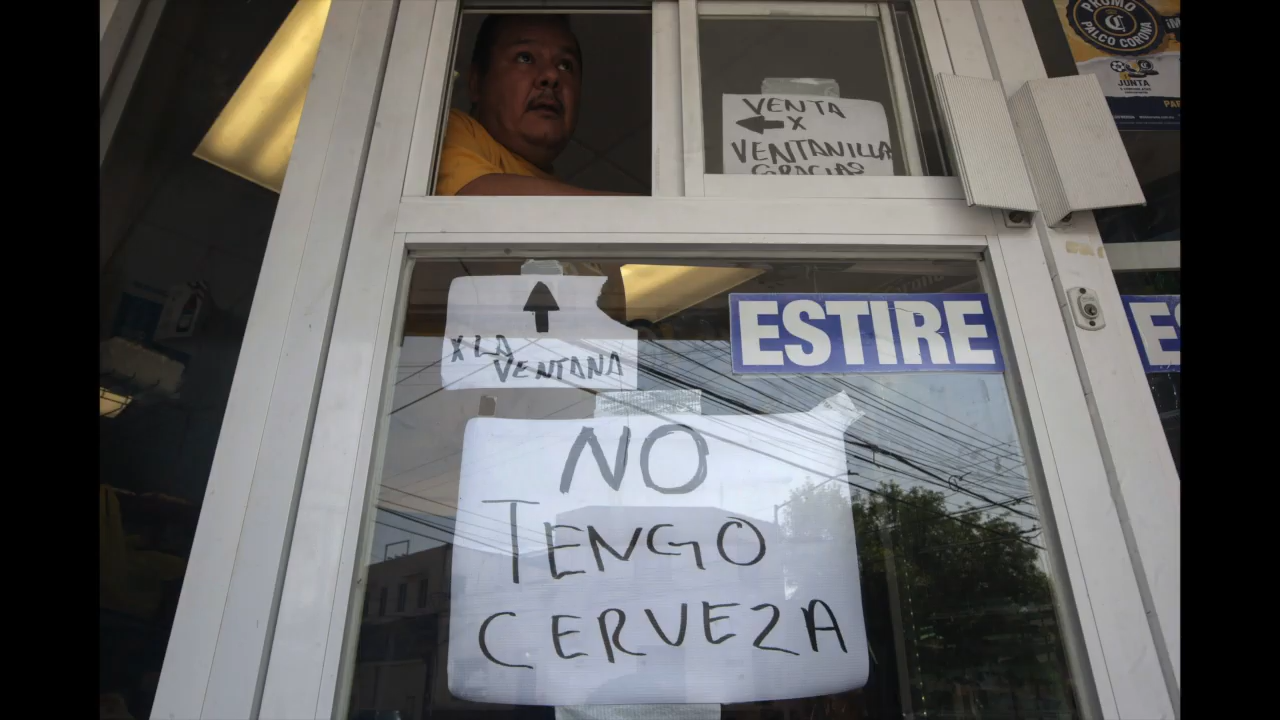 PROMO
PALCO CORONA
JUNTA
VENTA
X
VENTANILLA
GRACIAS
X LA
VENTANA
ESTIRE
NO
TENGO
CERVEZA